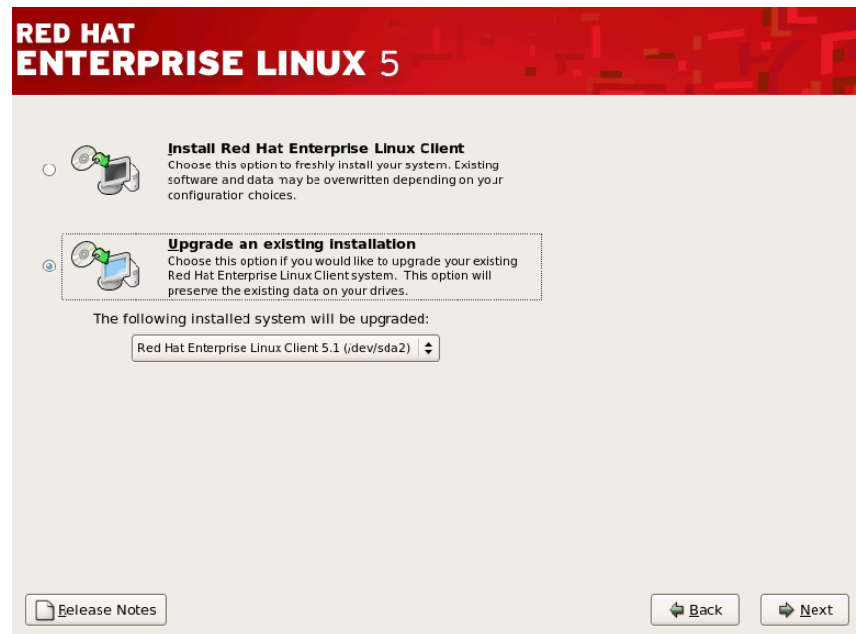 RED HAT
ENTERPRISE LINUX 5
Install Red Hat Enterprise Linux Client
Choose this option to freshly install your system. Existing
software and data may be overwritten depending on your
configuration choices.
Upgrade an existing installation
Choose this option if you would like to upgrade your existing
Red Hat Enterprise Linux Client system. This option will
preserve the existing data on your drives.
The following installed system will be upgraded:
Red Hat Enterprise Linux Client 5.1 (/dev/sda2)
Release Notes
Back
Next